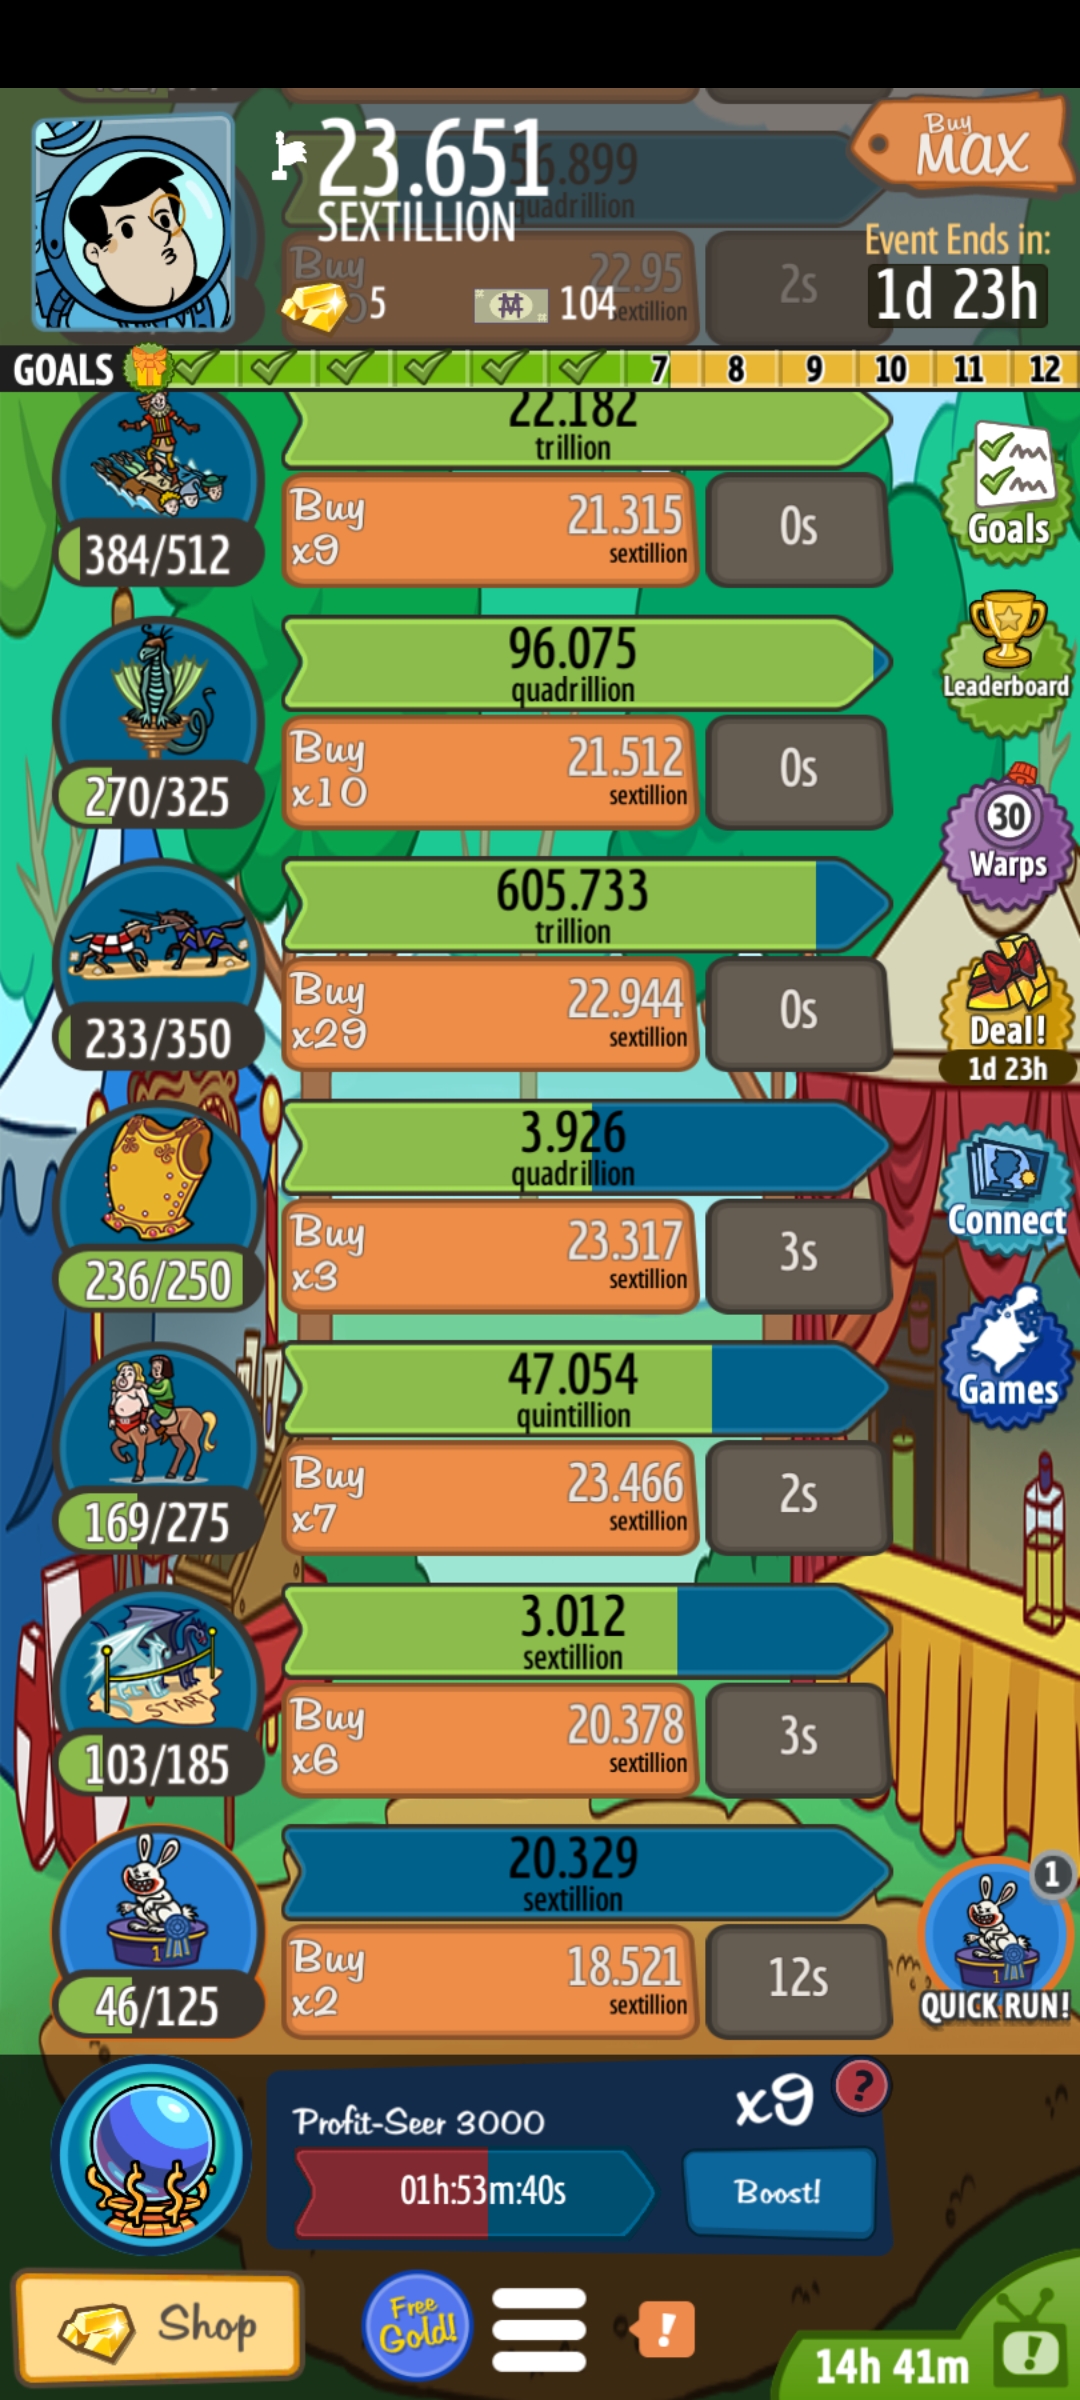 23.651
SEXTILLION
56.899
quadrillion
Buy
MAX
Event Ends in:
1d 23h
Buy
22.95
sextillion
2s
5
104
GOALS
7 8 9 10 11 12
22.182
trillion
Buy
x9
21.315
sextillion
0s
384/512
Goals
96.075
quadrillion
Leaderboard
Buy
x10
21.512
sextillion
0s
270/325
30
Warps
605.733
trillion
Buy
x29
22.944
sextillion
0s
233/350
Deal!
1d 23h
3.926
quadrillion
Connect
Buy
x3
23.317
sextillion
3s
236/250
47.054
quintillion
Games
Buy
x7
23.466
sextillion
2s
169/275
3.012
sextillion
START
Buy
x6
20.378
sextillion
3s
103/185
20.329
sextillion
1
1
Buy
x2
18.521
sextillion
12s
46/125
1
QUICK RUN!
Profit-Seer 3000
x9
?
01h:53m:40s
Boost!
Shop
Free
Gold!
!
14h 41m
!